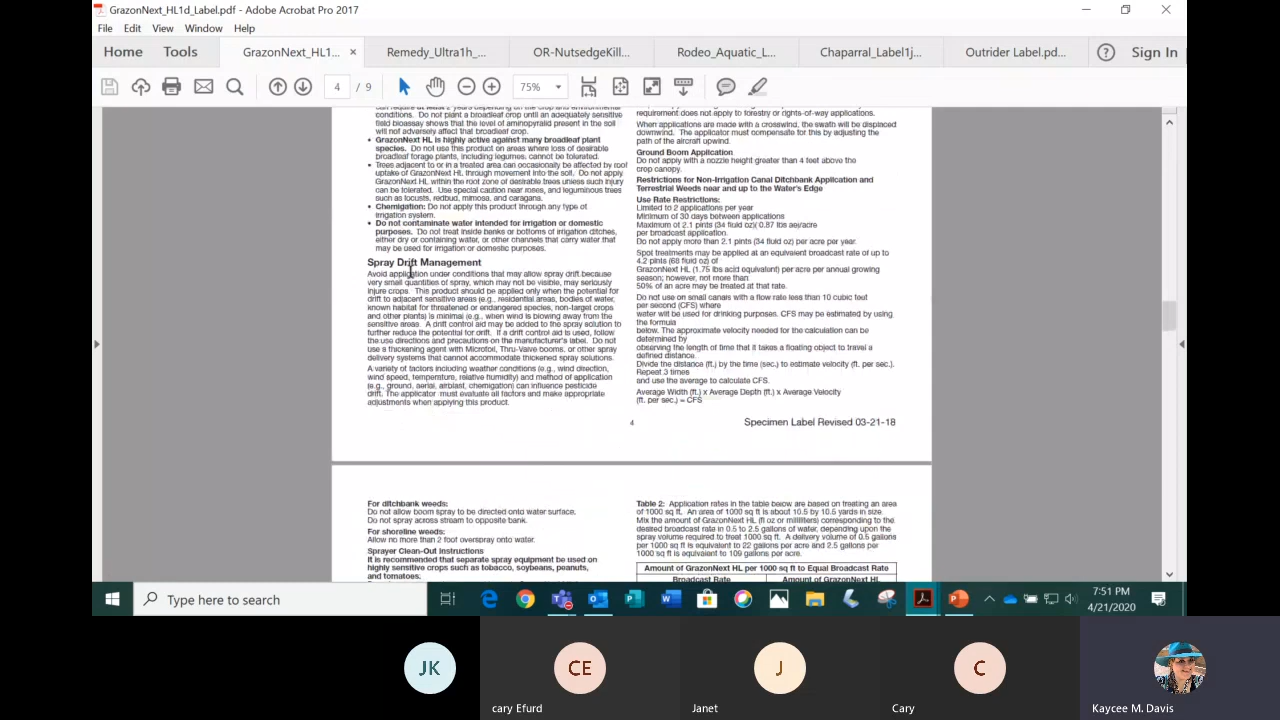 GrazonNext_HL1d_Label.pdf - Adobe Acrobat Pro 2017
File Edit View Window Help
Home Tools GrazonNext_HL1... × Remedy_Ultra1h_... OR-NutsedgeKill... Rodeo_Aquatic_L... Chaparral_Label1j... Outrider Label.pd... Sign In
4 / 9 75%
can require at least 2 years depending on the crop and environmental
conditions. Do not plant a broadleaf crop until an adequately sensitive
field bioassay shows that the level of aminopyralid present in the soil
will not adversely affect that broadleaf crop.
• GrazonNext HL is highly active against many broadleaf plant
species. Do not use this product on areas where loss of desirable
broadleaf forage plants, including legumes, cannot be tolerated.
• Trees adjacent to or in a treated area can occasionally be affected by root
uptake of GrazonNext HL through movement into the soil. Do not apply
GrazonNext HL within the root zone of desirable trees unless such injury
can be tolerated. Use special caution near roses, and leguminous trees
such as locusts, redbud, mimosa, and caragana.
• Chemigation: Do not apply this product through any type of
irrigation system.
• Do not contaminate water intended for irrigation or domestic
purposes. Do not treat inside banks or bottoms of irrigation ditches,
either dry or containing water, or other channels that carry water that
may be used for irrigation or domestic purposes.
Spray Drift Management
Avoid application under conditions that may allow spray drift because
very small quantities of spray, which may not be visible, may seriously
injure crops. This product should be applied only when the potential for
drift to adjacent sensitive areas (e.g., residential areas, bodies of water,
known habitat for threatened or endangered species, non-target crops
and other plants) is minimal (e.g., when wind is blowing away from the
sensitive areas. A drift control aid may be added to the spray solution to
further reduce the potential for drift. If a drift control aid is used, follow
the use directions and precautions on the manufacturer's label. Do not
use a thickening agent with Microfoil, Thru-Valve booms, or other spray
delivery systems that cannot accommodate thickened spray solutions.
A variety of factors including weather conditions (e.g., wind direction,
wind speed, temperature, relative humidity) and method of application
(e.g., ground, aerial, airblast, chemigation) can influence pesticide
drift. The applicator must evaluate all factors and make appropriate
adjustments when applying this product.
requirement does not apply to forestry or rights-of-way applications.
When applications are made with a crosswind, the swath will be displaced
downwind. The applicator must compensate for this by adjusting the
path of the aircraft upwind.
Ground Boom Application
Do not apply with a nozzle height greater than 4 feet above the
crop canopy.
Restrictions for Non-Irrigation Canal Ditchbank Application and
Terrestrial Weeds near and up to the Water's Edge
Use Rate Restrictions:
Limited to 2 applications per year
Minimum of 30 days between applications
Maximum of 2.1 pints (34 fluid oz)( 0.87 lbs ae/acre
per broadcast application.
Do not apply more than 2.1 pints (34 fluid oz) per acre per year.
Spot treatments may be applied at an equivalent broadcast rate of up to
4.2 pints (68 fluid oz) of
GrazonNext HL (1.75 lbs acid equivalent) per acre per annual growing
season; however, not more than
50% of an acre may be treated at that rate.
Do not use on small canals with a flow rate less than 10 cubic feet
per second (CFS) where
water will be used for drinking purposes. CFS may be estimated by using
the formula
below. The approximate velocity needed for the calculation can be
determined by
observing the length of time that it takes a floating object to travel a
defined distance.
Divide the distance (ft.) by the time (sec.) to estimate velocity (ft. per sec.).
Repeat 3 times
and use the average to calculate CFS.
Average Width (ft.) x Average Depth (ft.) x Average Velocity
(ft. per sec.) = CFS
4 Specimen Label Revised 03-21-18
For ditchbank weeds:
Do not allow boom spray to be directed onto water surface.
Do not spray across stream to opposite bank.
For shoreline weeds:
Allow no more than 2 foot overspray onto water.
Sprayer Clean-Out Instructions
It is recommended that separate spray equipment be used on
highly sensitive crops such as tobacco, soybeans, peanuts,
and tomatoes.
Table 2: Application rates in the table below are based on treating an area
of 1000 sq ft. An area of 1000 sq ft is about 10.5 by 10.5 yards in size.
Mix the amount of GrazonNext HL (fl oz or milliliters) corresponding to the
desired broadcast rate in 0.5 to 2.5 gallons of water, depending upon the
spray volume required to treat 1000 sq ft. A delivery volume of 0.5 gallons
per 1000 sq ft is equivalent to 22 gallons per acre and 2.5 gallons per
1000 sq ft is equivalent to 109 gallons per acre.
Amount of GrazonNext HL per 1000 sq ft to Equal Broadcast Rate
Broadcast Rate Amount of GrazonNext HL
Type here to search
7:51 PM
4/21/2020
JK CE J C
cary Efurd Janet Cary Kaycee M. Davis